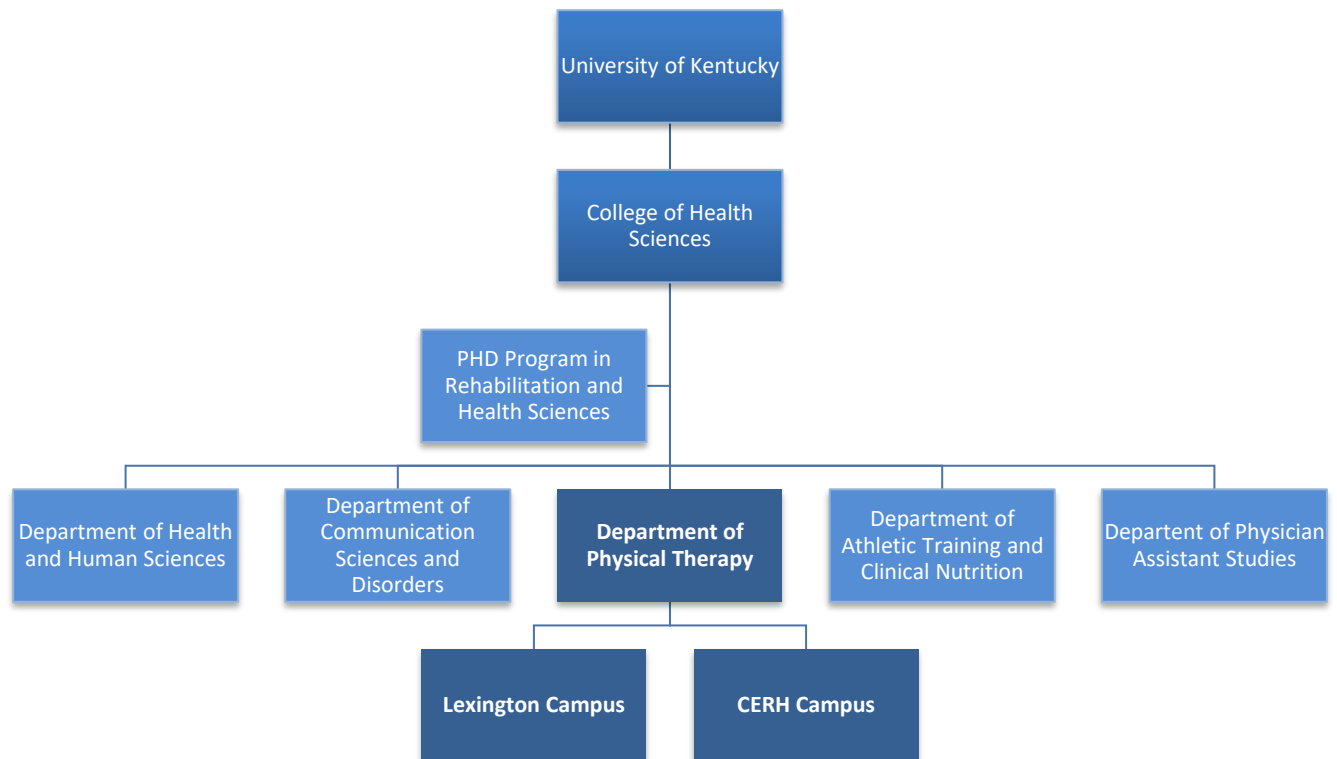 University of Kentucky
College of Health
Sciences
PHD Program in
Rehabilitation and
Health Sciences
Department of Health
and Human Sciences
Department of
Communication
Sciences and
Disorders
Department of
Physical Therapy
Department of
Athletic Training and
Clinical Nutrition
Departent of Physician
Assistant Studies
Lexington Campus
CERH Campus